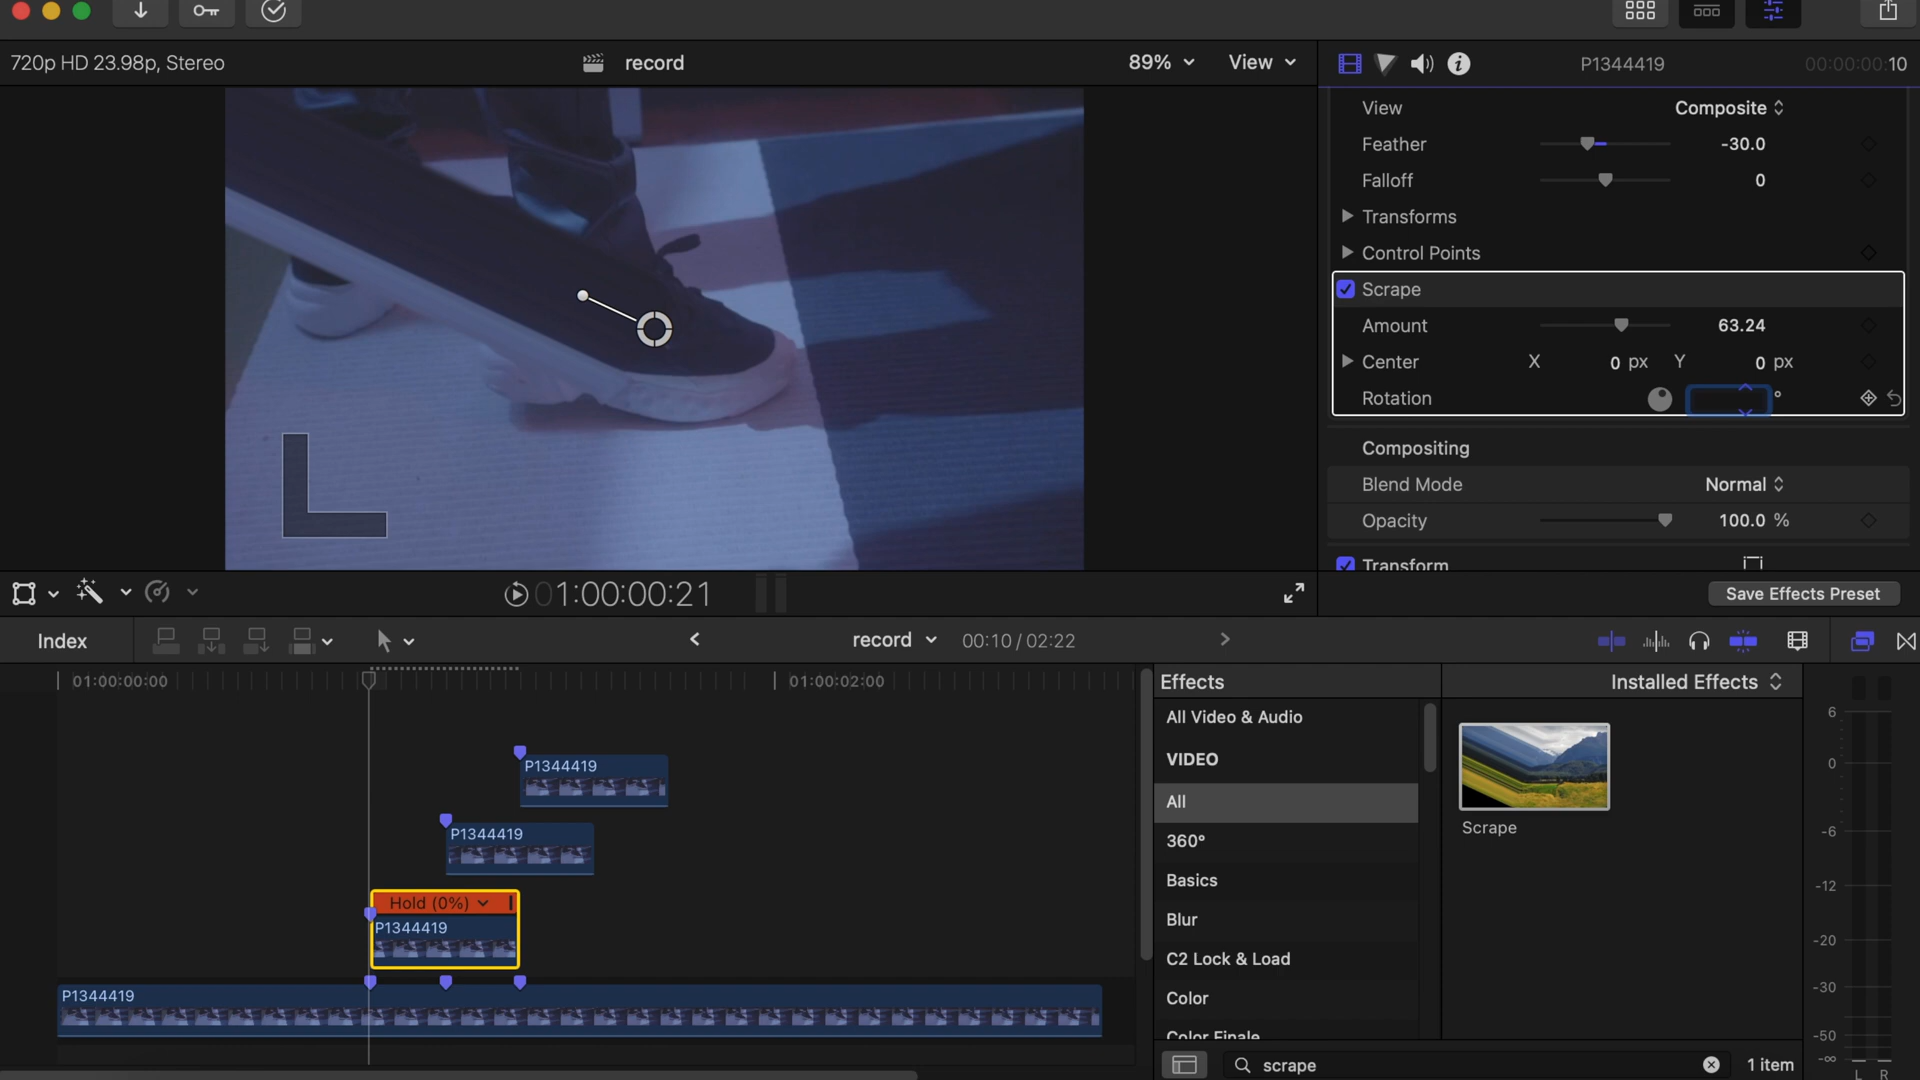 720p HD 23.98p, Stereo
record
89%
View
P1344419
00:00:00:10
View
Composite
Feather
-30.0
Falloff
0
Transforms
Control Points
Scrape
Amount
63.24
Center
X
0 px
Y
0 px
Rotation
°
Compositing
Blend Mode
Normal
Opacity
100.0 %
Transform
01:00:00:21
Save Effects Preset
Index
record
00:10 / 02:22
01:00:00:00
01:00:02:00
Effects
Installed Effects
All Video & Audio
VIDEO
All
360°
Basics
Blur
C2 Lock & Load
Color
Color Finale
Scrape
P1344419
P1344419
Hold (0%)
P1344419
P1344419
6
0
-6
-12
-20
-30
-50
-∞
L R
scrape
1 item